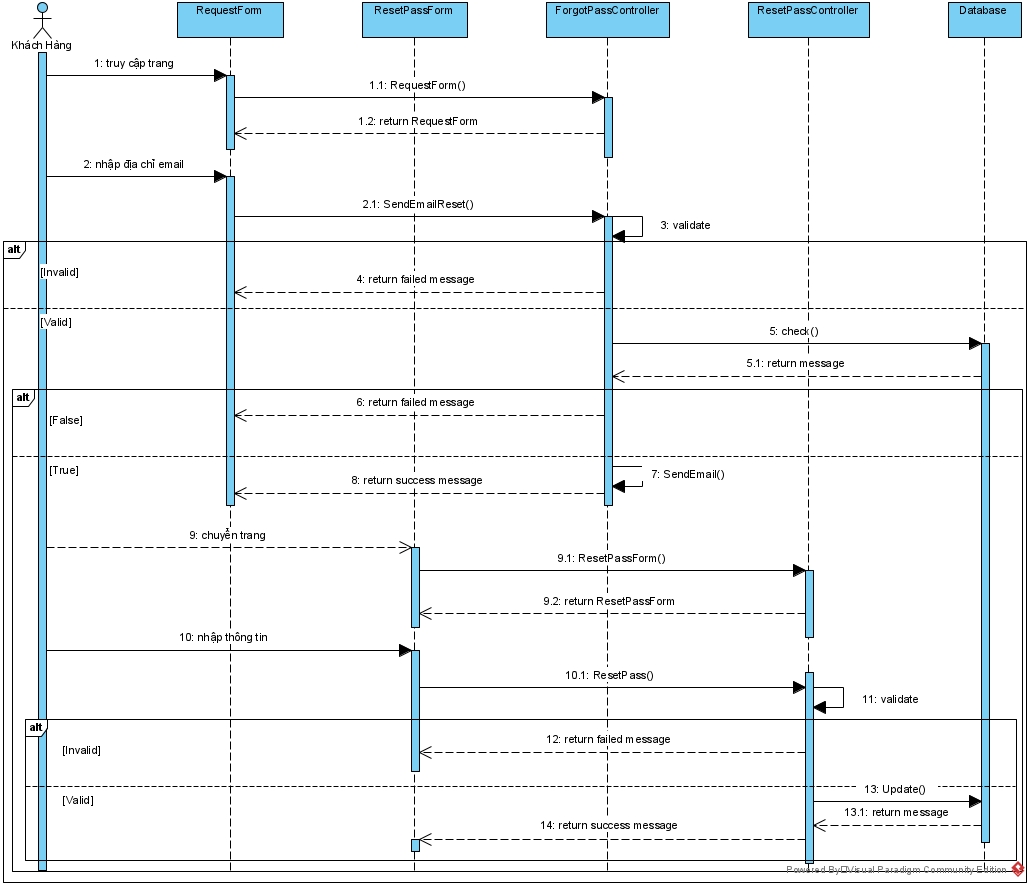 RequestForm
ResetPassForm
ForgotPassController
ResetPassController
Database
Khách Hàng
1: truy cập trang
1.1: RequestForm()
1.2: return RequestForm
2: nhập địa chỉ email
2.1: SendEmailReset()
3: validate
alt
[Invalid]
4: return failed message
[Valid]
5: check()
5.1: return message
alt
6: return failed message
[False]
[True]
7: SendEmail()
8: return success message
9: chuyển trang
9.1: ResetPassForm()
9.2: return ResetPassForm
10: nhập thông tin
10.1: ResetPass()
11: validate
alt
12: return failed message
[Invalid]
13: Update()
[Valid]
13.1: return message
14: return success message
Powered By Visual Paradigm Community Edition